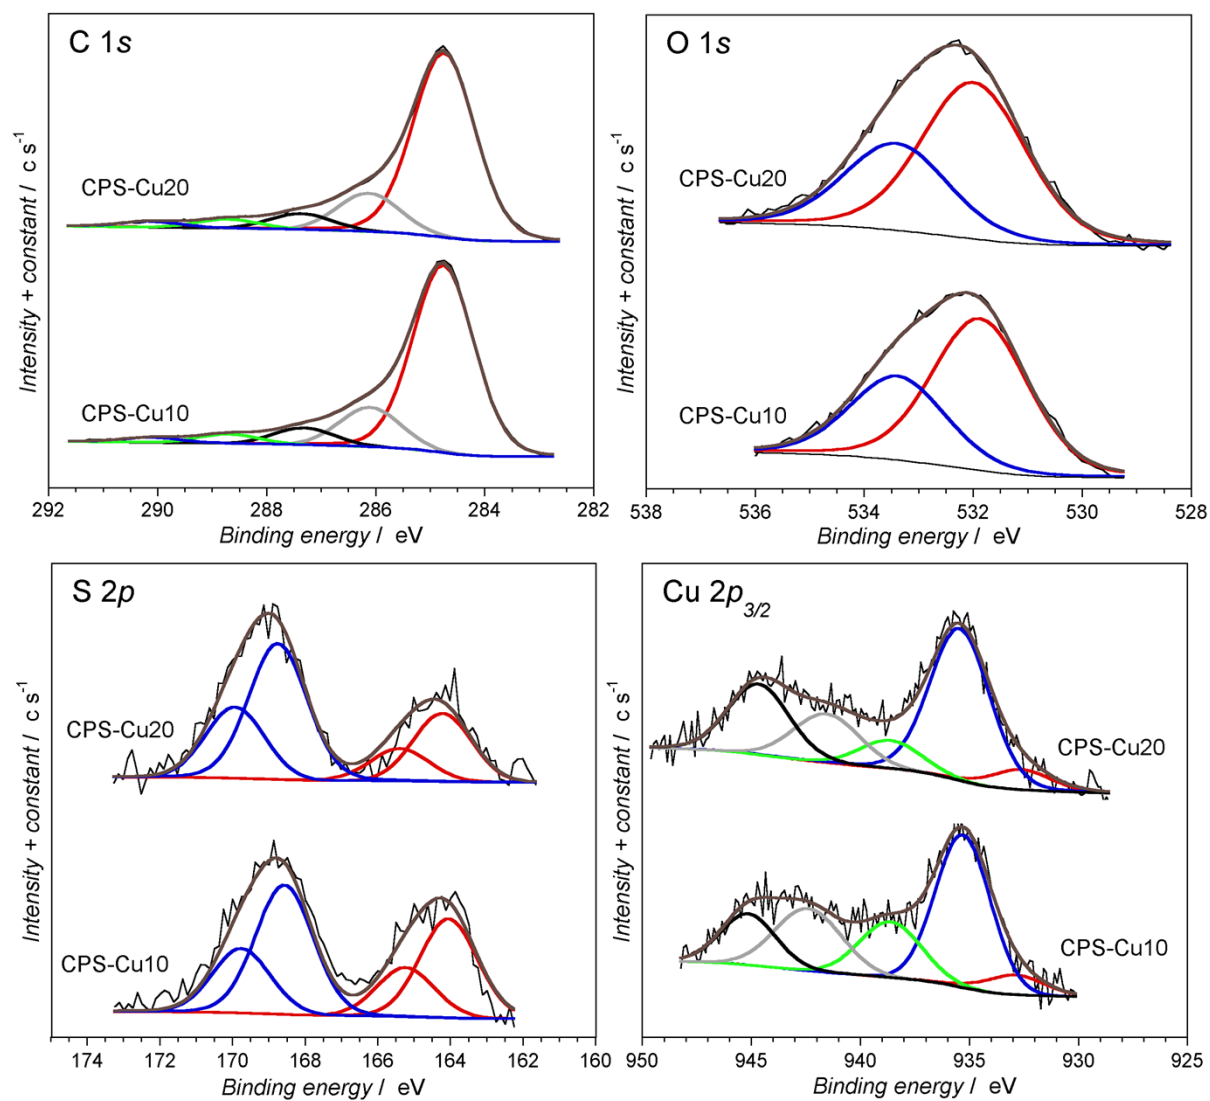 C 1s
CPS-Cu20
CPS-Cu10
Intensity + constant / c s-1
292 290 288 286 284 282
Binding energy / eV
O 1s
CPS-Cu20
CPS-Cu10
Intensity + constant / c s-1
538 536 534 532 530 528
Binding energy / eV
S 2p
CPS-Cu20
CPS-Cu10
Intensity + constant / c s-1
174 172 170 168 166 164 162 160
Binding energy / eV
Cu 2p3/2
CPS-Cu20
CPS-Cu10
Intensity + constant / c s-1
950 945 940 935 930 925
Binding energy / eV